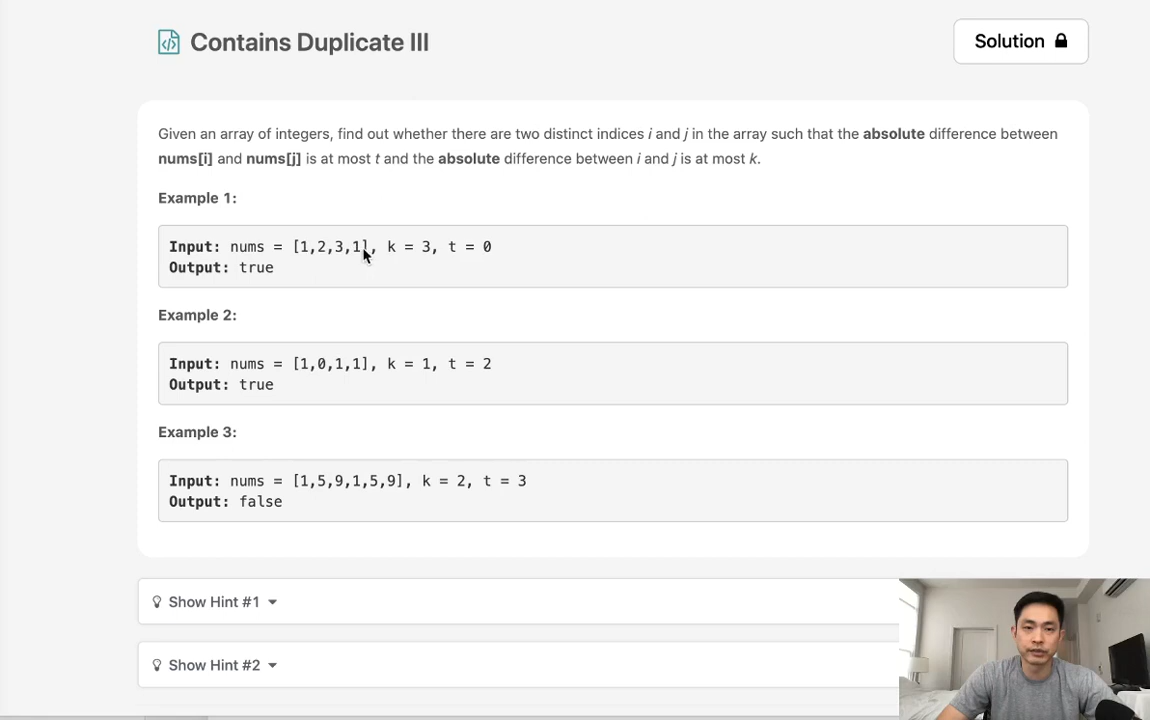 Contains Duplicate III
Solution
Given an array of integers, find out whether there are two distinct indices i and j in the array such that the absolute difference between
nums[i] and nums[j] is at most t and the absolute difference between i and j is at most k.
Example 1:
Input: nums = [1,2,3,1], k = 3, t = 0
Output: true
Example 2:
Input: nums = [1,0,1,1], k = 1, t = 2
Output: true
Example 3:
Input: nums = [1,5,9,1,5,9], k = 2, t = 3
Output: false
Show Hint #1
Show Hint #2